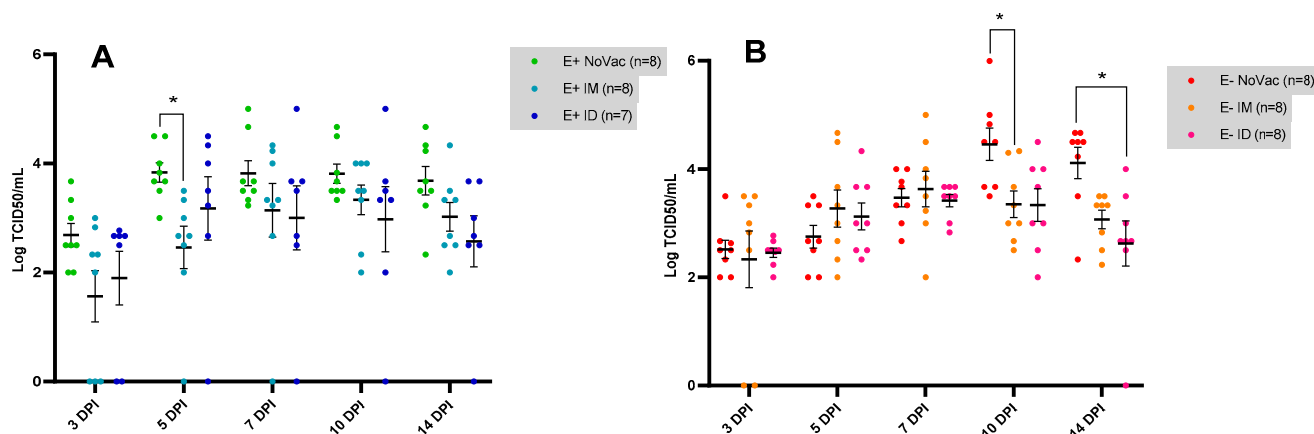 A
Log TCID50/mL
6
4
2
0
*
3 DPI
5 DPI
7 DPI
10 DPI
14 DPI
E+ NoVac (n=8)
E+ IM (n=8)
E+ ID (n=7)
B
Log TCID50/mL
6
4
2
0
*
*
3 DPI
5 DPI
7 DPI
10 DPI
14 DPI
E- NoVac (n=8)
E- IM (n=8)
E- ID (n=8)